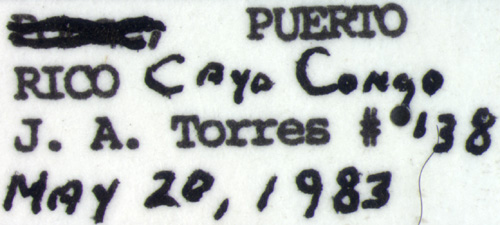 PUERTO
RICO Cayo Congo
J. A. Torres # 138
MAY 20, 1983